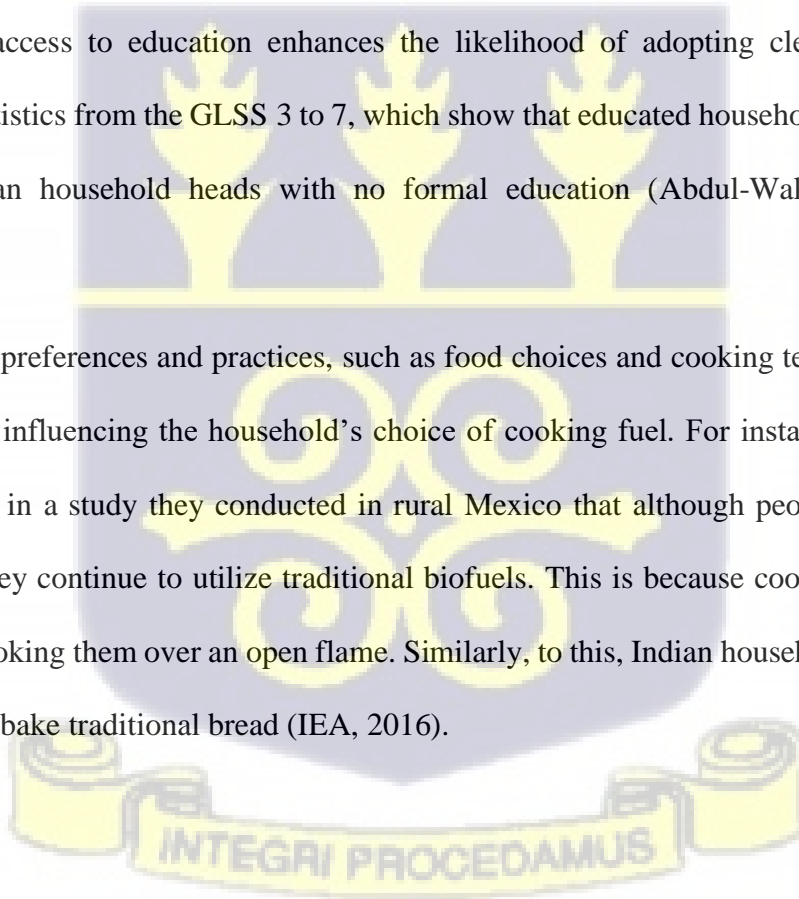 access to education enhances the likelihood of adopting cle
tistics from the GLSS 3 to 7, which show that educated househo
an household heads with no formal education (Abdul-Wal
preferences and practices, such as food choices and cooking te
influencing the household’s choice of cooking fuel. For insta
in a study they conducted in rural Mexico that although peo
ey continue to utilize traditional biofuels. This is because coo
oking them over an open flame. Similarly, to this, Indian househ
bake traditional bread (IEA, 2016).
INTEGRI PROCEDAMUS